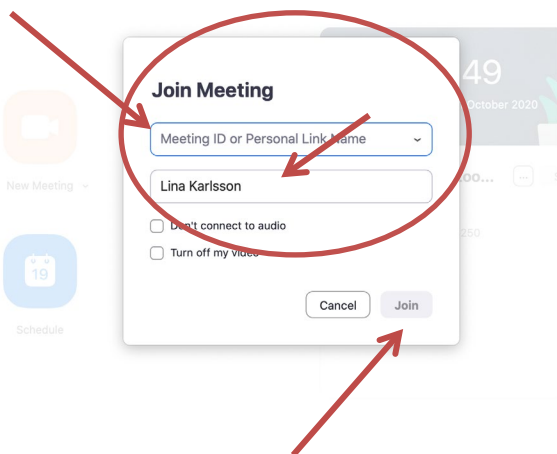 49
October 2020
Join Meeting
Meeting ID or Personal Link Name
New Meeting
Lina Karlsson
Don't connect to audio
Turn off my video
19
Schedule
Cancel
Join